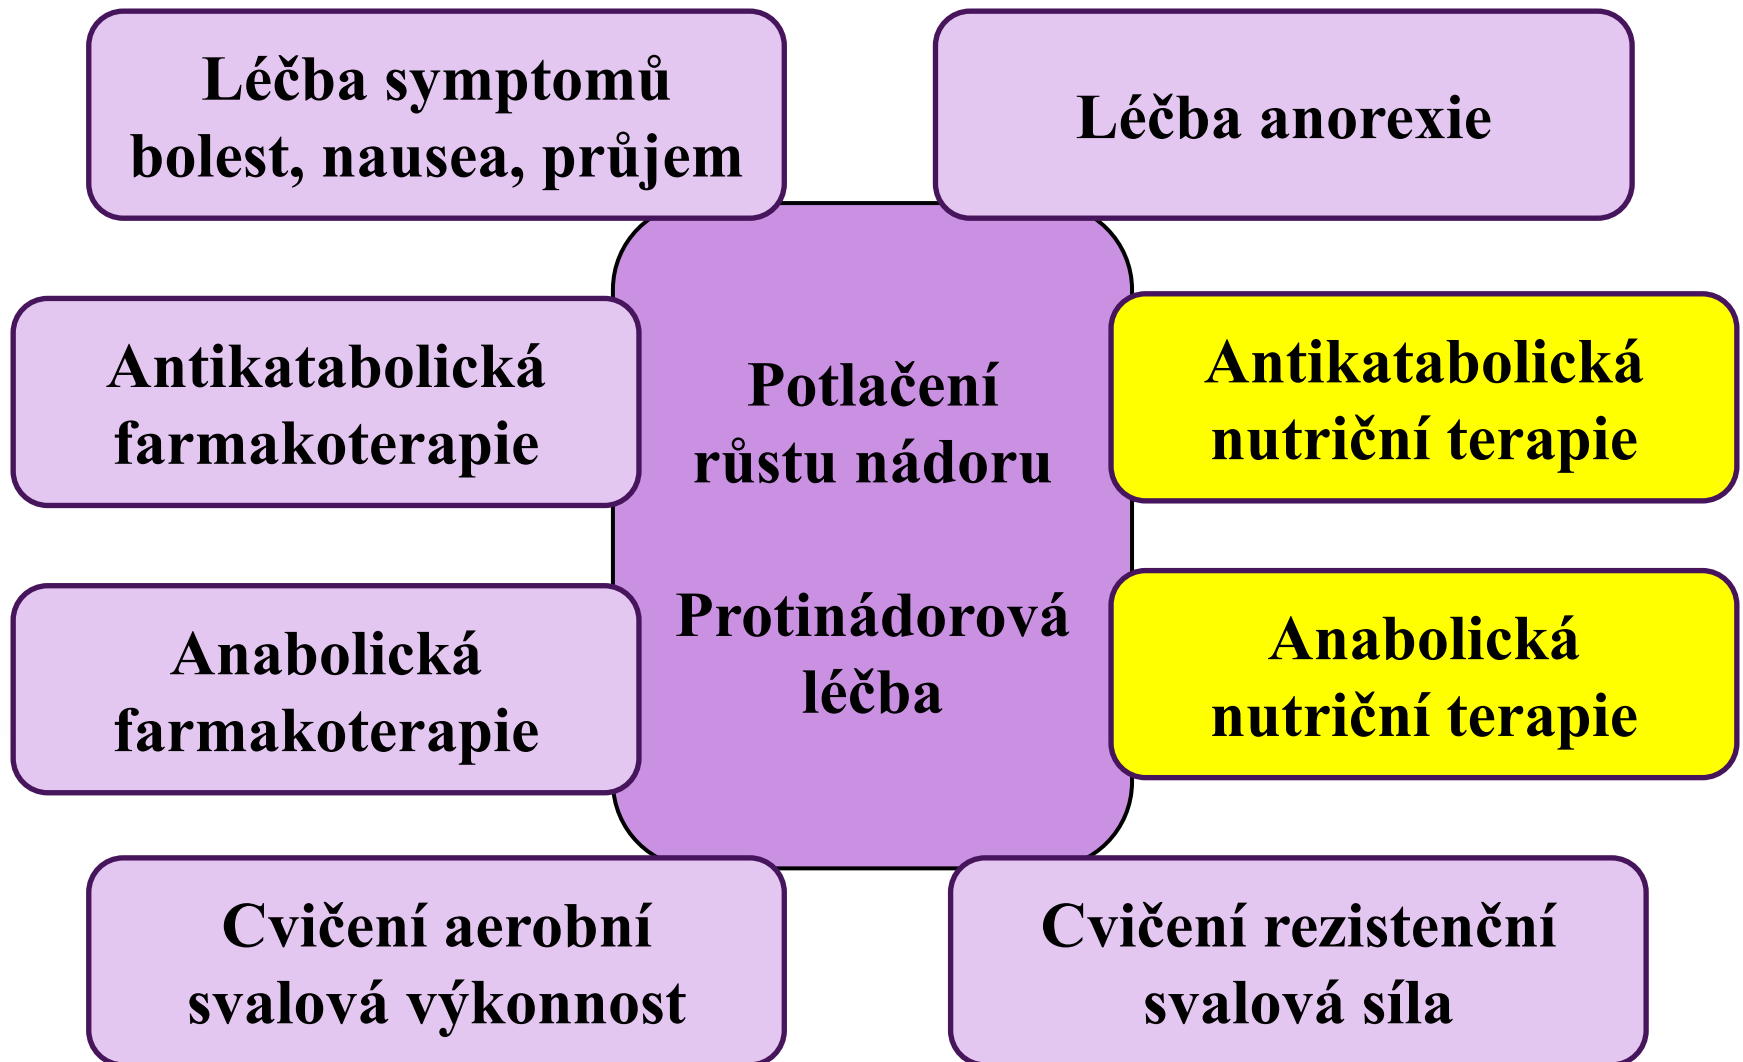 Léčba symptomů
bolest, nausea, průjem
Léčba anorexie
Antikatabolická
farmakoterapie
Potlačení
růstu nádoru
Protinádorová
léčba
Antikatabolická
nutriční terapie
Anabolická
farmakoterapie
Anabolická
nutriční terapie
Cvičení aerobní
svalová výkonnost
Cvičení rezistenční
svalová síla